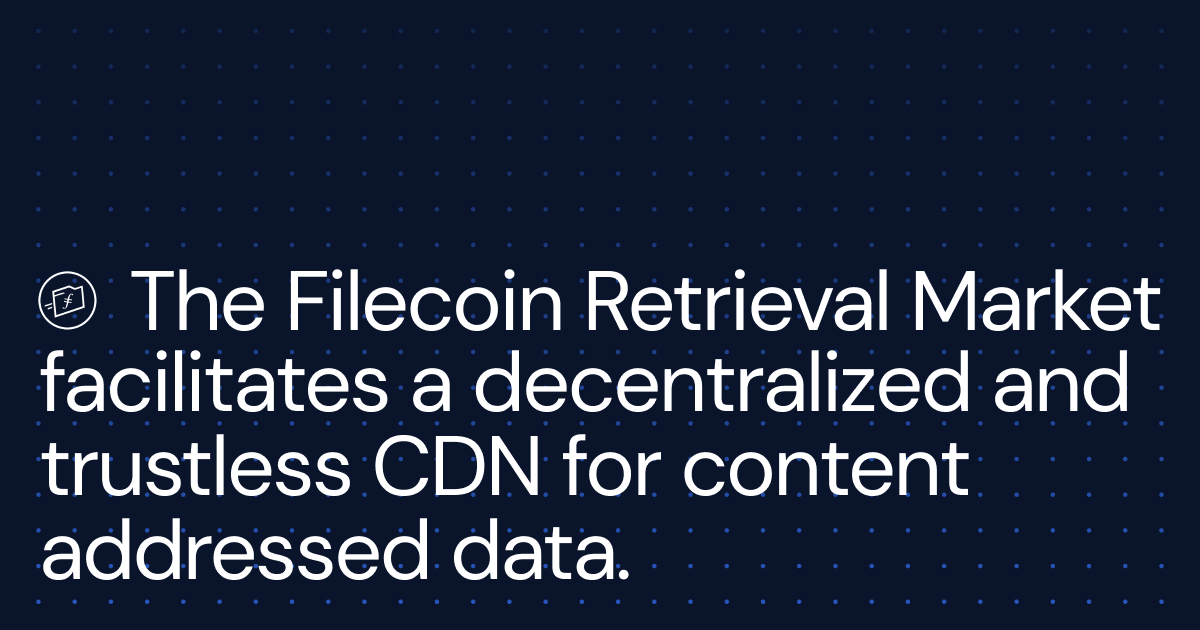 The Filecoin Retrieval Market
facilitates a decentralized and
trustless CDN for content
addressed data.